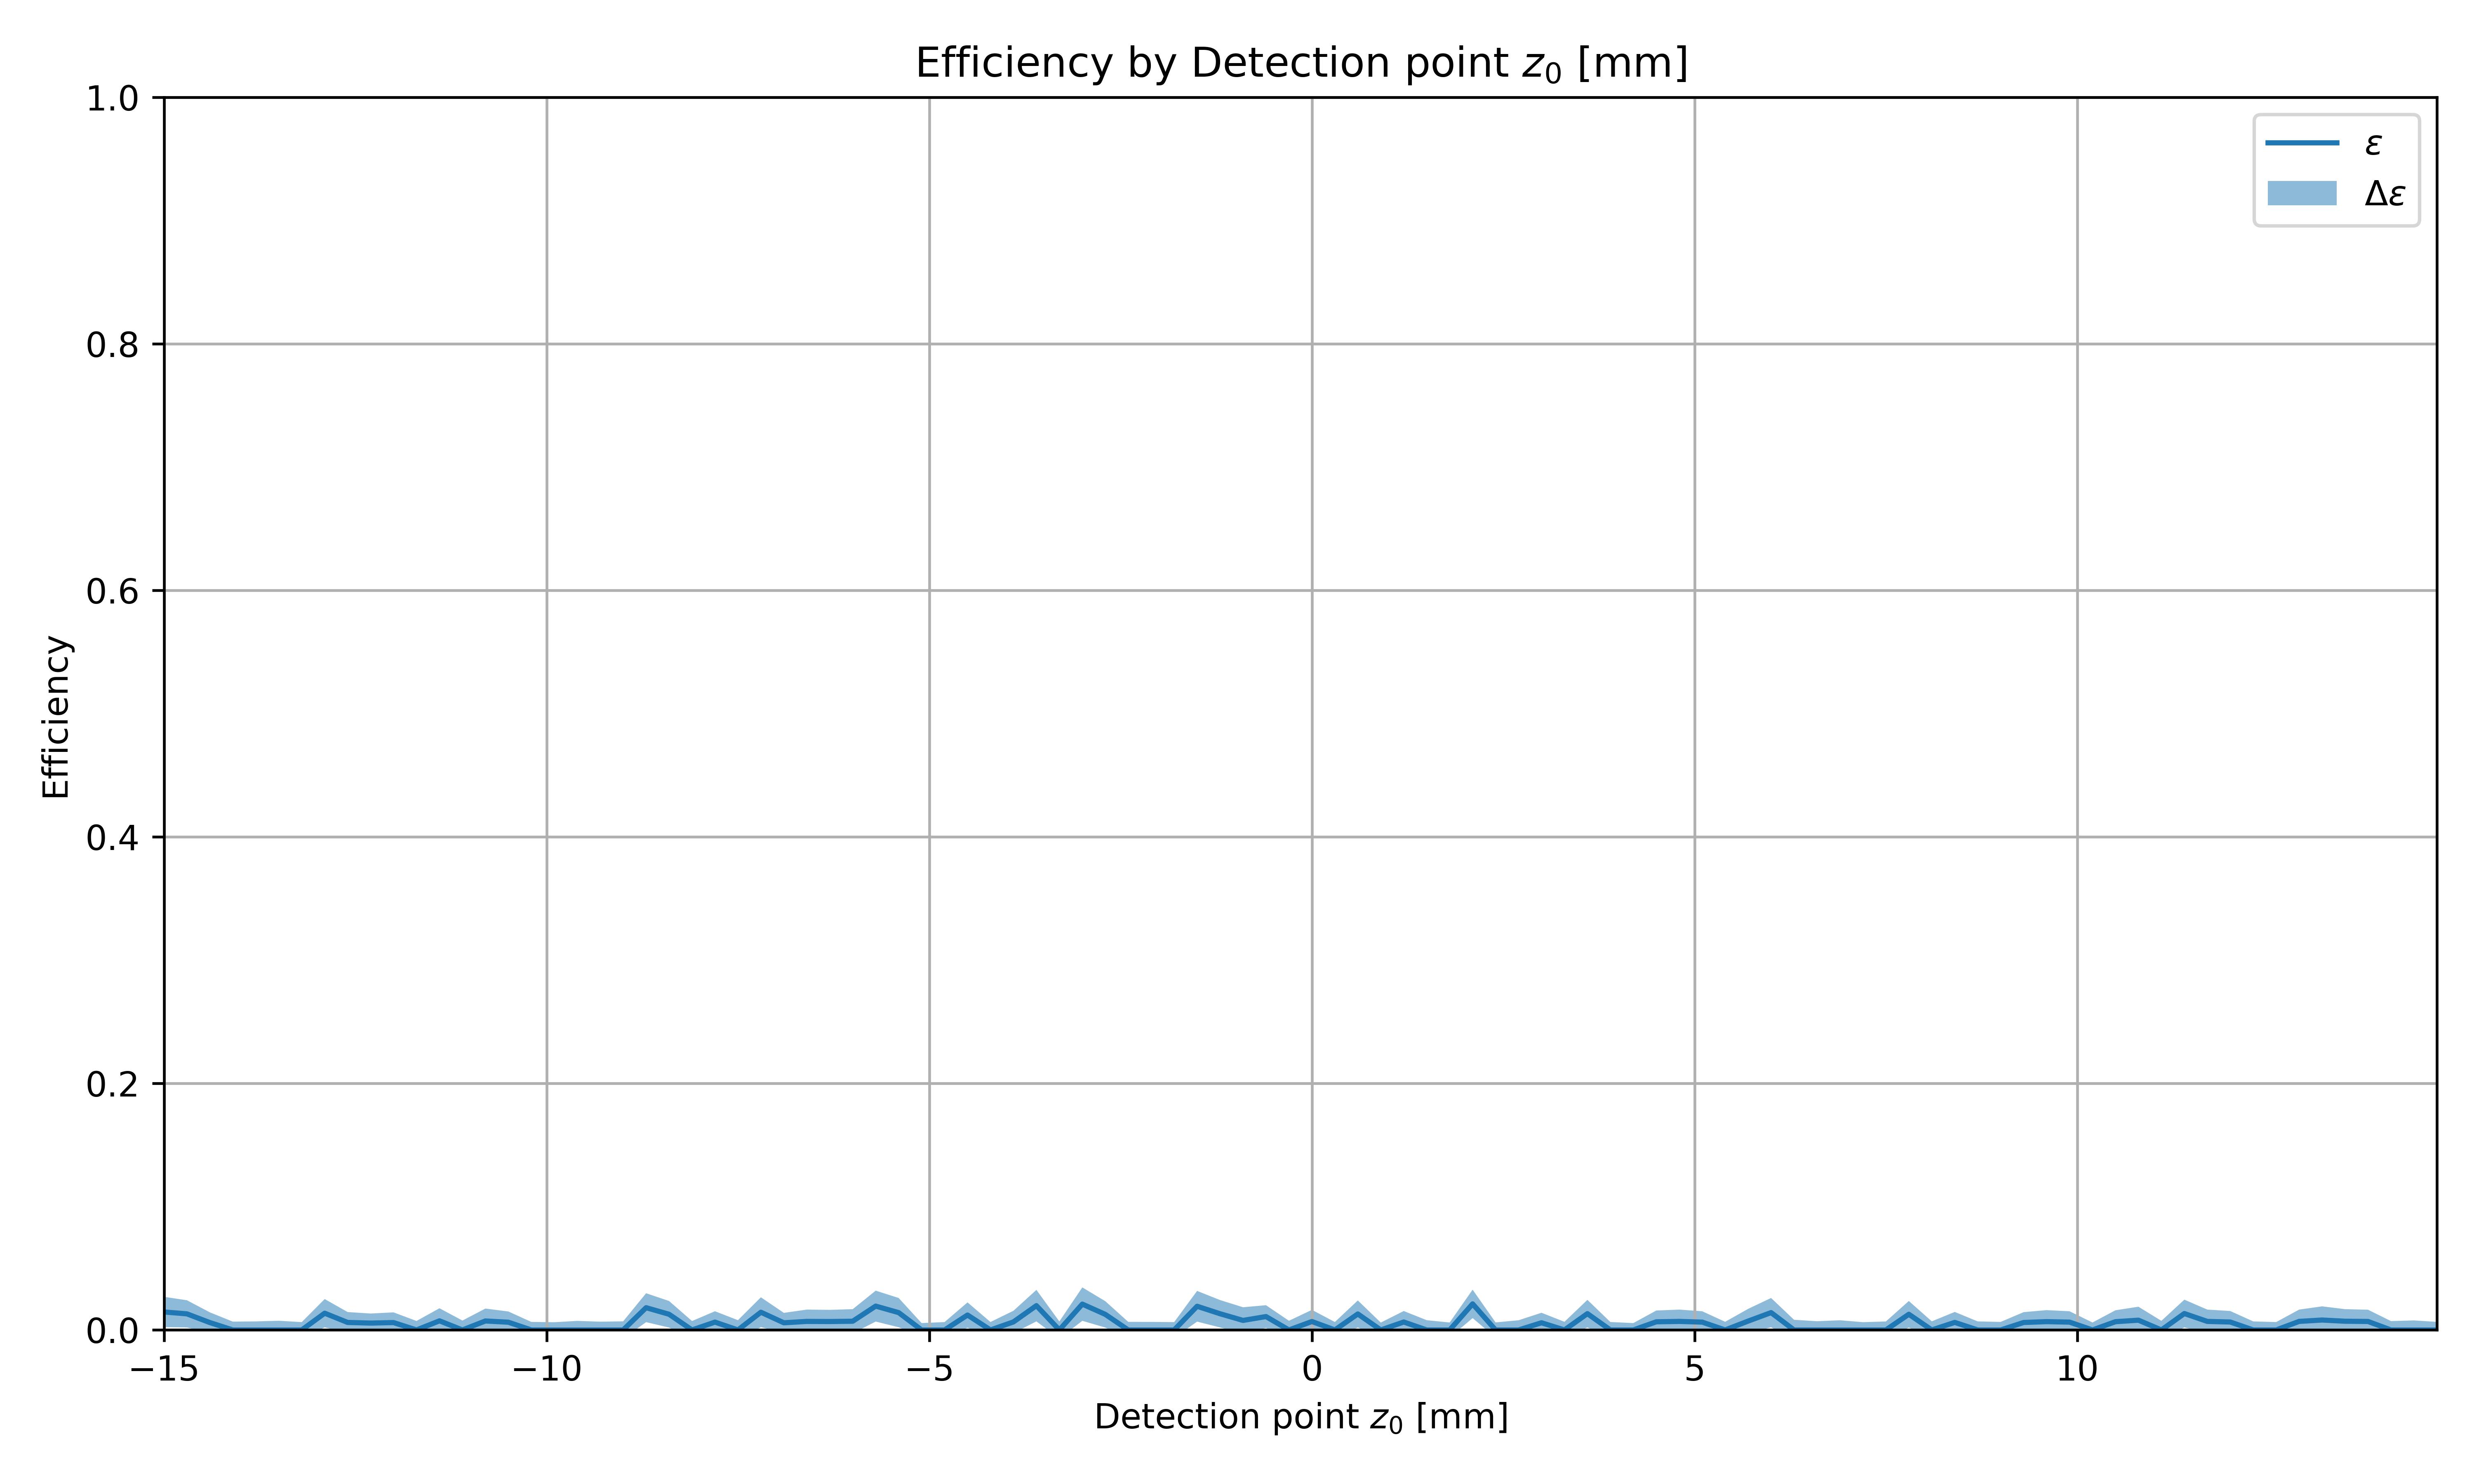 Efficiency by Detection point z₀ [mm]
ε
Δε
Efficiency
1.0
0.8
0.6
0.4
0.2
0.0
−15
−10
−5
0
5
10
Detection point z₀ [mm]